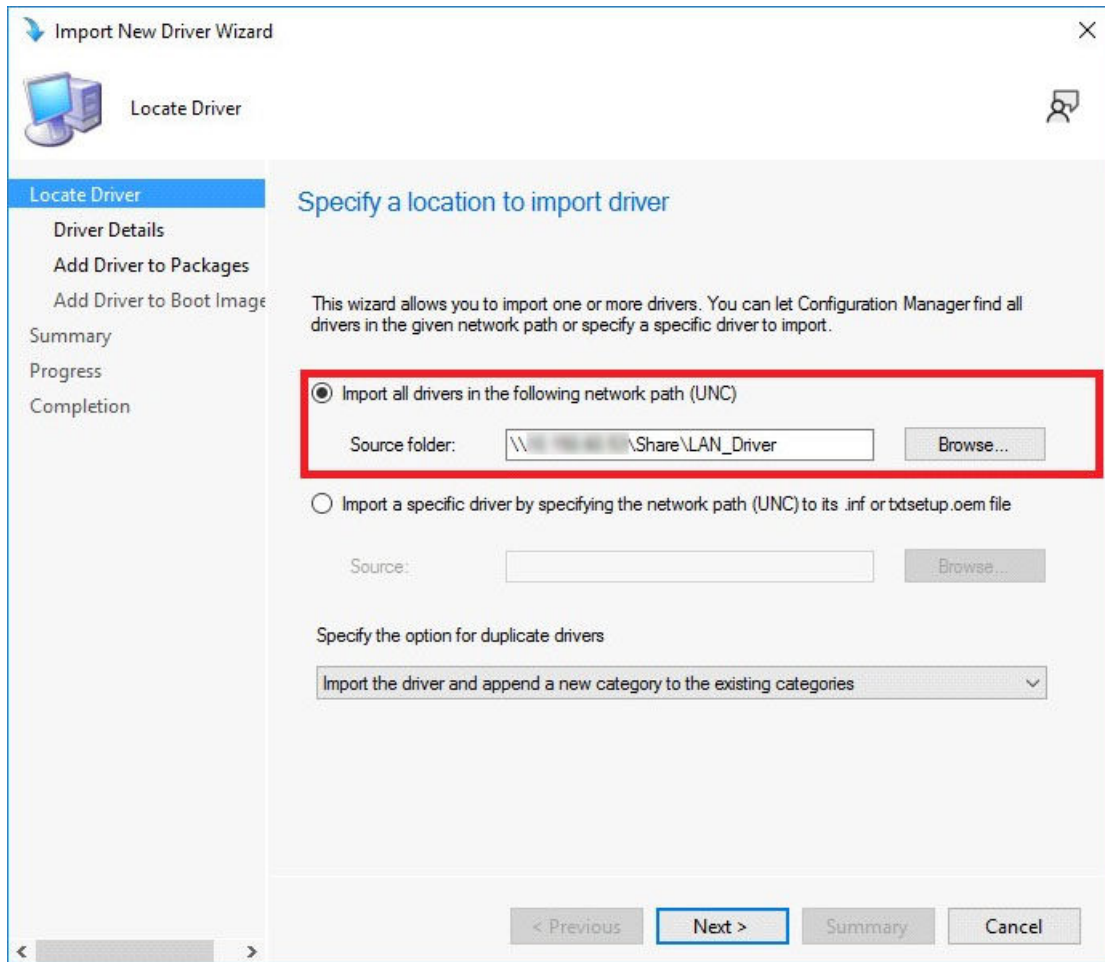 Import New Driver Wizard
Locate Driver
Locate Driver
Driver Details
Add Driver to Packages
Add Driver to Boot Image
Summary
Progress
Completion
Specify a location to import driver
This wizard allows you to import one or more drivers. You can let Configuration Manager find all
drivers in the given network path or specify a specific driver to import.
Import all drivers in the following network path (UNC)
Source folder: \\ \Share\LAN_Driver Browse...
Import a specific driver by specifying the network path (UNC) to its .inf or txtsetup.oem file
Source: Browse...
Specify the option for duplicate drivers
Import the driver and append a new category to the existing categories
< Previous Next > Summary Cancel